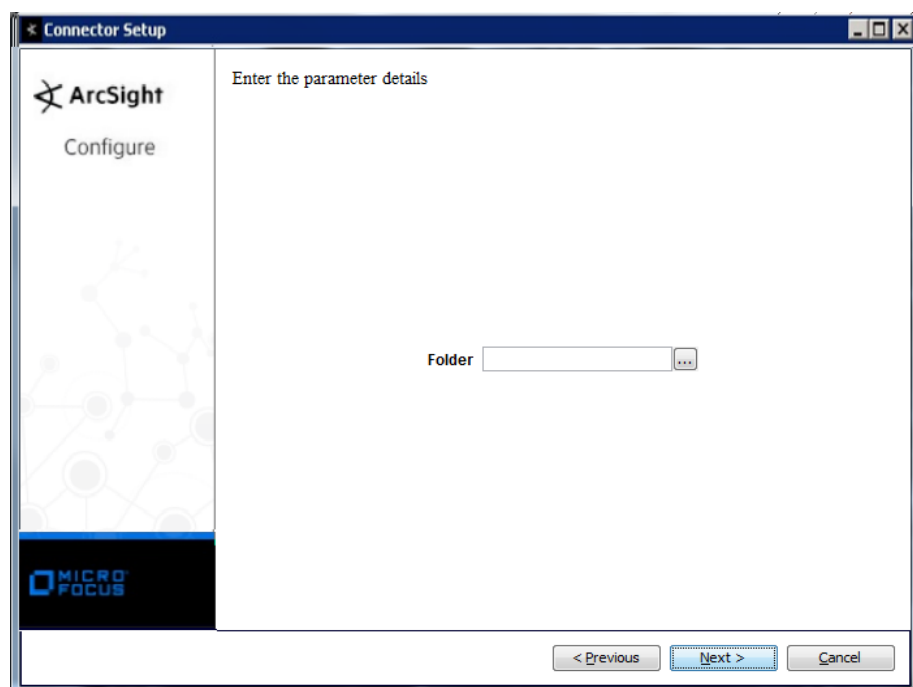 Connector Setup
ArcSight
Configure
Enter the parameter details
Folder
...
MICRO
FOCUS
< Previous
Next >
Cancel